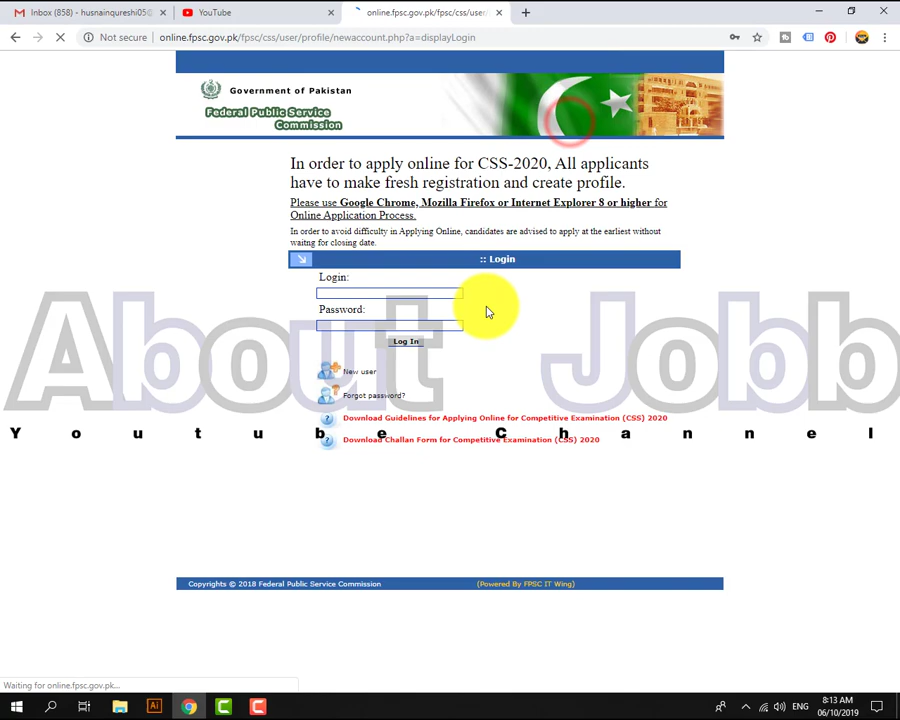 Inbox (858) - husnainqureshi05@
YouTube
online.fpsc.gov.pk/fpsc/css/user/
Not secure
online.fpsc.gov.pk/fpsc/css/user/profile/newaccount.php?a=displayLogin
Government of Pakistan
Federal Public Service
Commission
In order to apply online for CSS-2020, All applicants
have to make fresh registration and create profile.
Please use Google Chrome, Mozilla Firefox or Internet Explorer 8 or higher for
Online Application Process.
In order to avoid difficulty in Applying Online, candidates are advised to apply at the earliest without
waitng for closing date.
:: Login
Login:
Password:
Log In
About Jobb
New user
Forgot password?
Download Guidelines for Applying Online for Competitive Examination (CSS) 2020
Youtube Channel
Download Challan Form for Competitive Examination (CSS) 2020
Copyrights © 2018 Federal Public Service Commission
(Powered By FPSC IT Wing)
Waiting for online.fpsc.gov.pk...
Ai
ENG
8:13 AM
06/10/2019